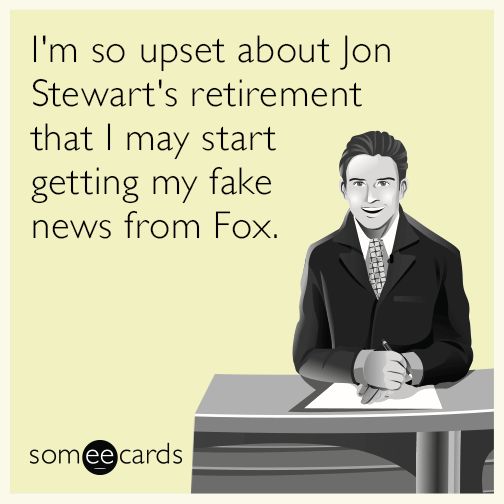 I'm so upset about Jon
Stewart's retirement
that I may start
getting my fake
news from Fox.
someecards